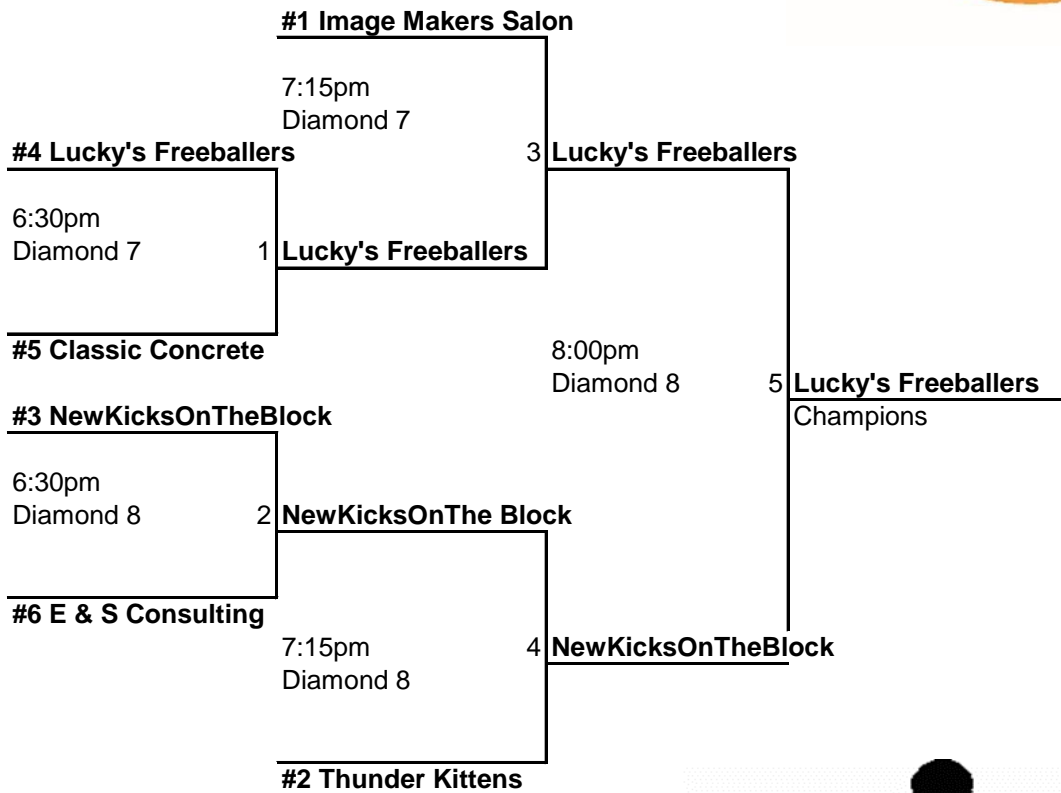 #1 Image Makers Salon
7:15pm
Diamond 7
#4 Lucky's Freeballers
3 Lucky's Freeballers
6:30pm
Diamond 7
1 Lucky's Freeballers
#5 Classic Concrete
8:00pm
Diamond 8
5 Lucky's Freeballers
Champions
#3 NewKicksOnTheBlock
6:30pm
Diamond 8
2 NewKicksOnThe Block
#6 E & S Consulting
7:15pm
Diamond 8
4 NewKicksOnTheBlock
#2 Thunder Kittens